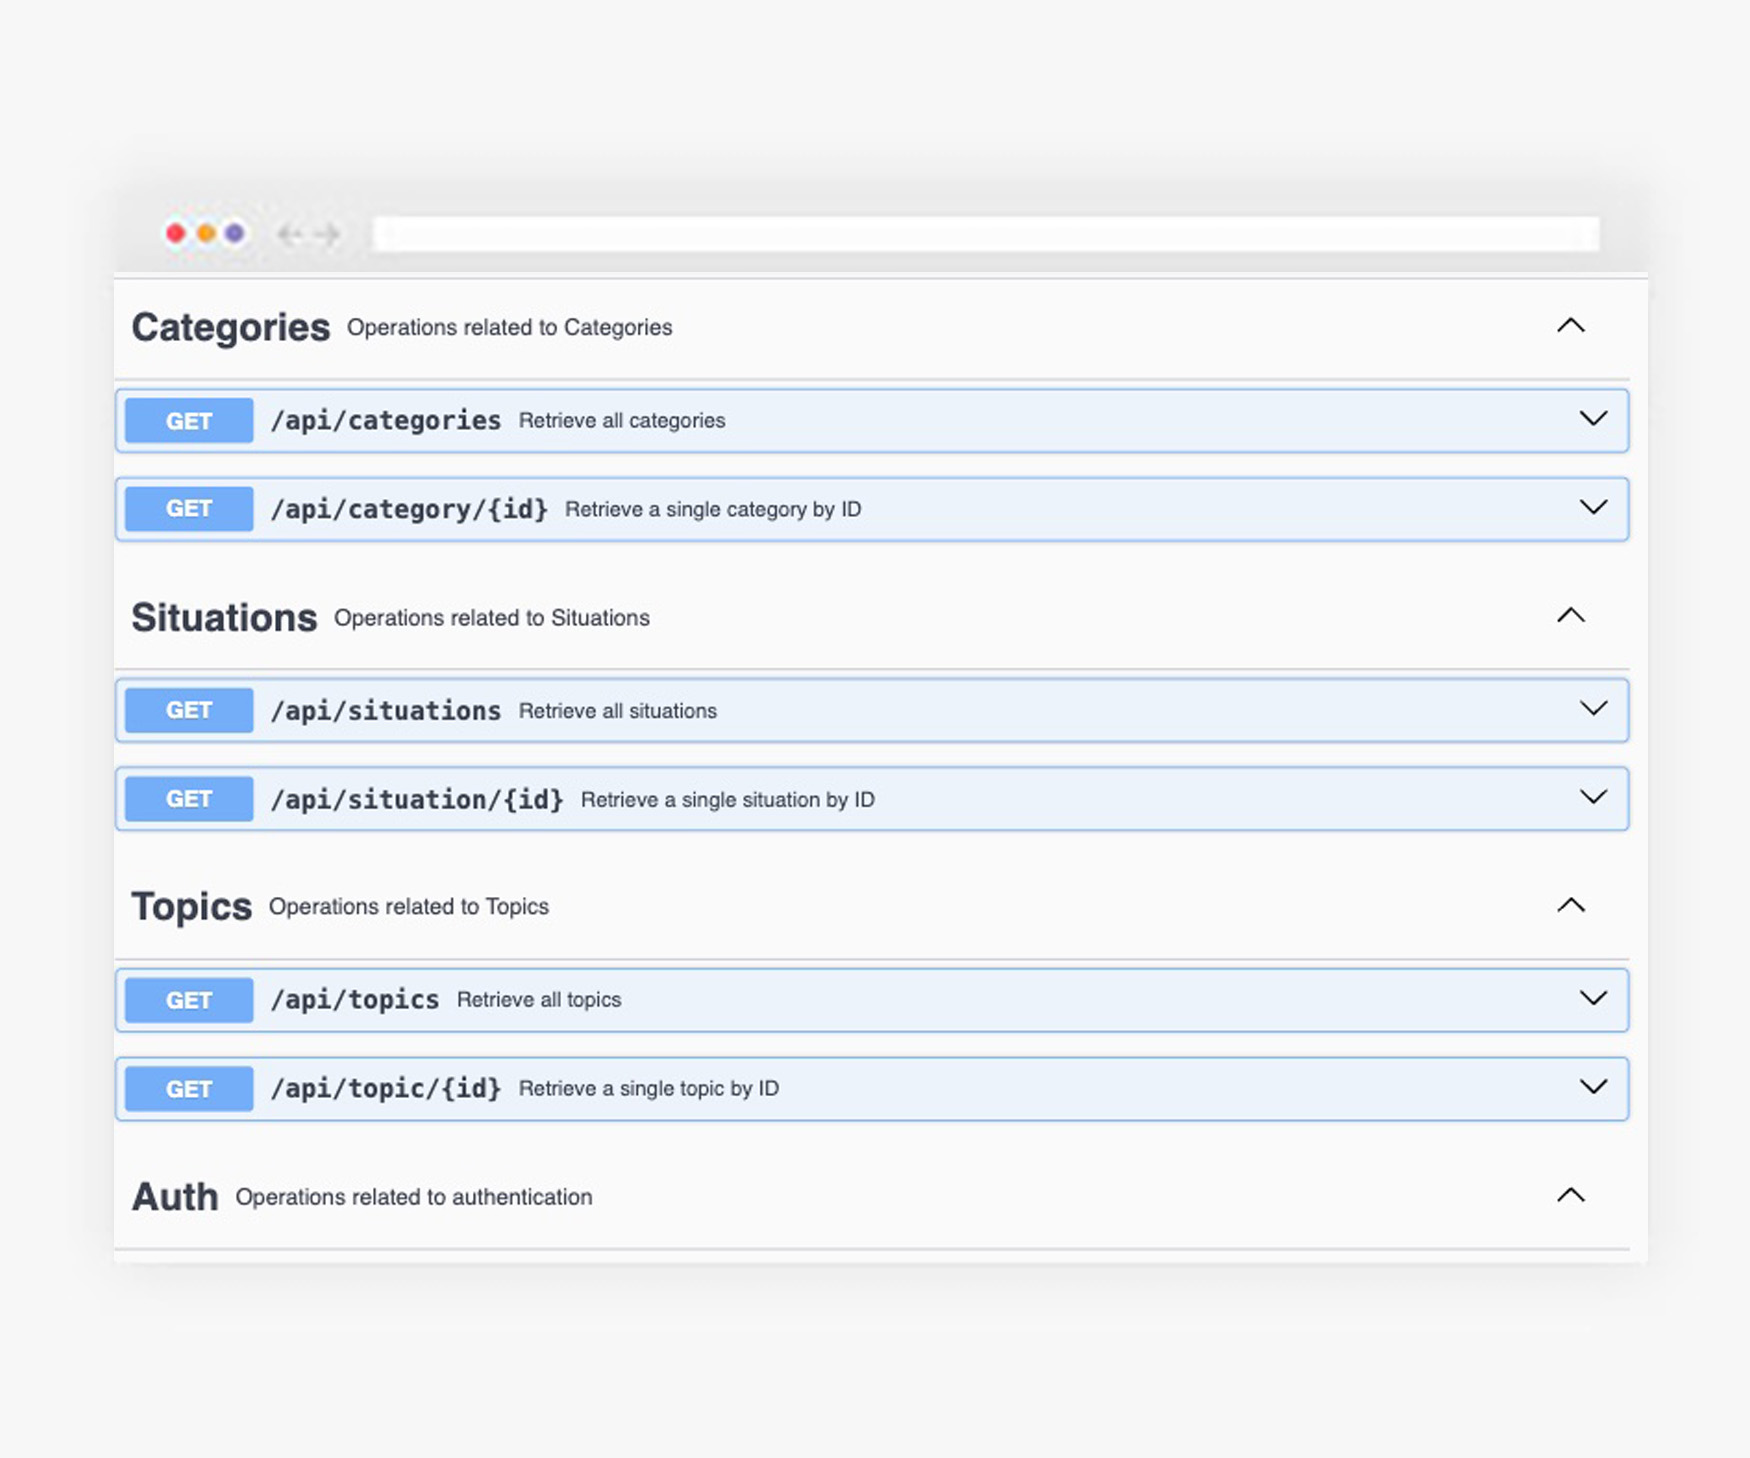 Categories Operations related to Categories
GET /api/categories Retrieve all categories
GET /api/category/{id} Retrieve a single category by ID
Situations Operations related to Situations
GET /api/situations Retrieve all situations
GET /api/situation/{id} Retrieve a single situation by ID
Topics Operations related to Topics
GET /api/topics Retrieve all topics
GET /api/topic/{id} Retrieve a single topic by ID
Auth Operations related to authentication